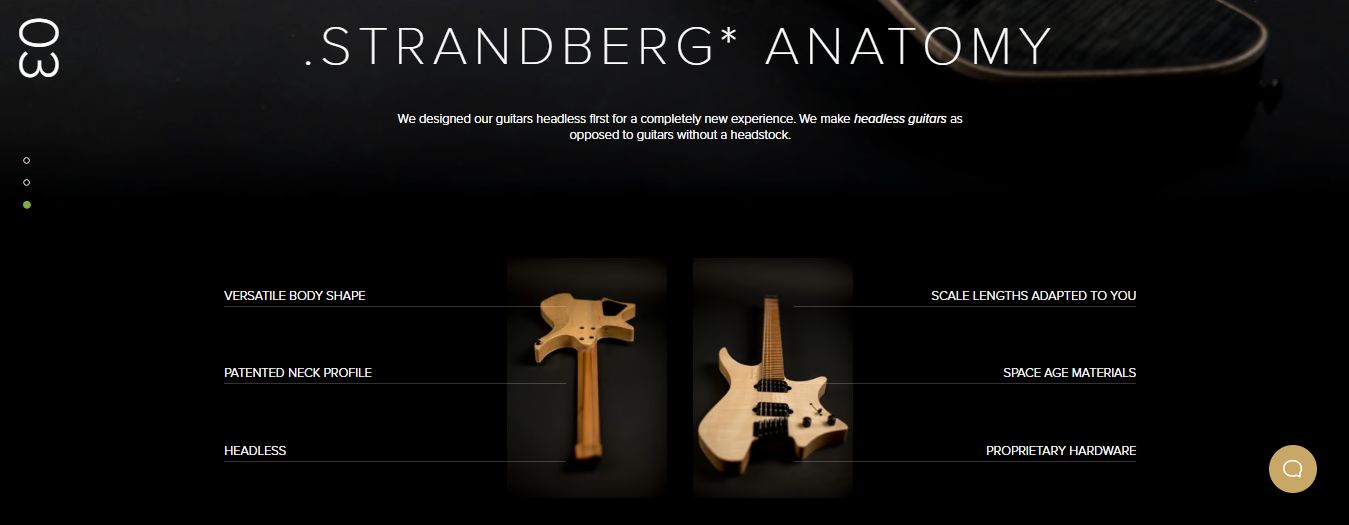 03
.STRANDBERG* ANATOMY
We designed our guitars headless first for a completely new experience. We make headless guitars as
opposed to guitars without a headstock.
VERSATILE BODY SHAPE
SCALE LENGTHS ADAPTED TO YOU
PATENTED NECK PROFILE
SPACE AGE MATERIALS
HEADLESS
PROPRIETARY HARDWARE